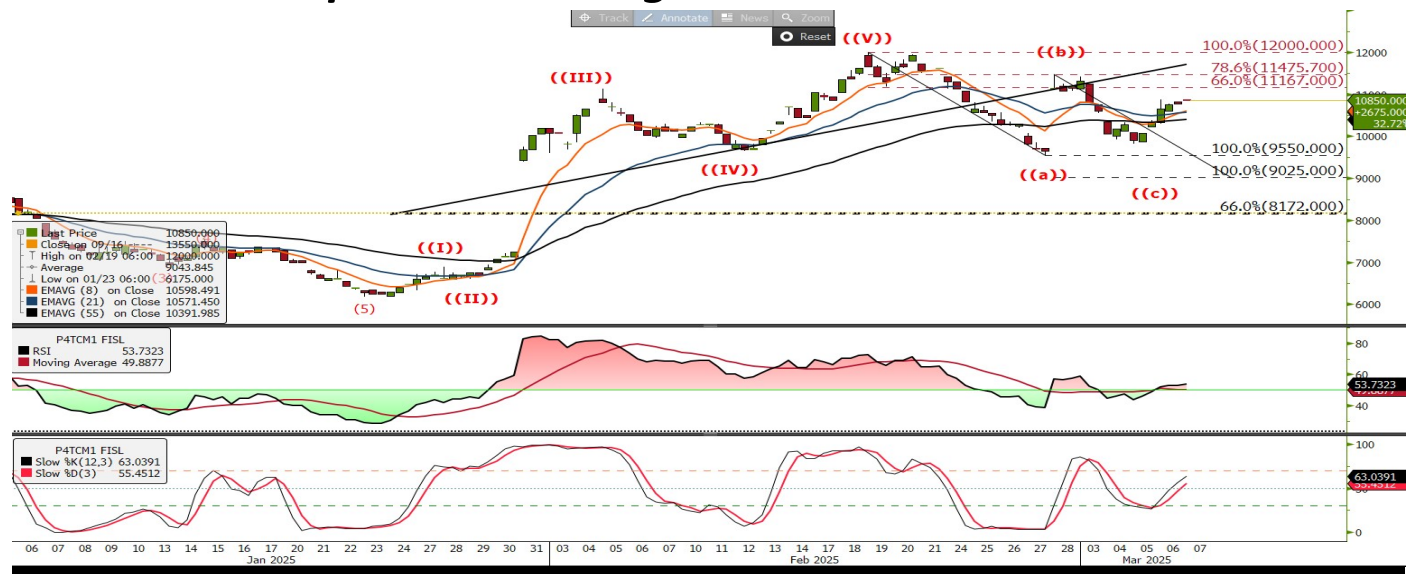 Track Annotate News Zoom
Reset
((V))
((b))
((III))
100.0%(12000.000)
78.6%(11475.700)
66.0%(11167.000)
12000
10850.000
2675.000
32.72%
10000
100.0%(9550.000)
((IV))
((a))
100.0%(9025.000)
9000
((c))
66.0%(8172.000)
8000
((I))
7000
((II))
(5)
6000
Last Price 10850.000
Close on 09/16 ---- 13550.000
High on 02/19 06:00 12000.000
Average 9043.845
Low on 01/23 06:00 6175.000
EMAVG (8) on Close 10598.491
EMAVG (21) on Close 10571.450
EMAVG (55) on Close 10391.985
P4TCM1 FISL
RSI 53.7323
Moving Average 49.8877
80
60
53.7323
49.8877
40
P4TCM1 FISL
Slow %K(12,3) 63.0391
Slow %D(3) 55.4512
100
63.0391
55.4512
50
0
06 07 08 09 10 13 14 15 16 17 20 21 22 23 24 27 28 29 30 31 03 04 05 06 07 10 11 12 13 14 17 18 19 20 21 24 25 26 27 28 03 04 05 06 07
Jan 2025 Feb 2025 Mar 2025